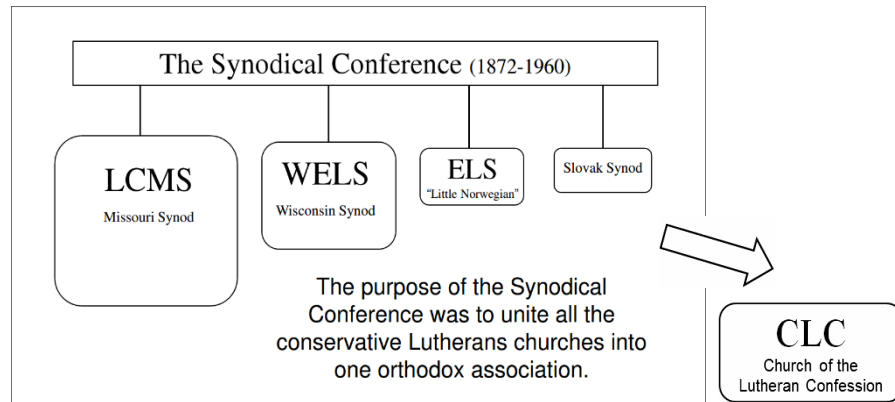 The Synodical Conference (1872-1960)
LCMS
Missouri Synod
WELS
Wisconsin Synod
ELS
“Little Norwegian”
Slovak Synod
The purpose of the Synodical
Conference was to unite all the
conservative Lutherans churches into
one orthodox association.
CLC
Church of the
Lutheran Confession